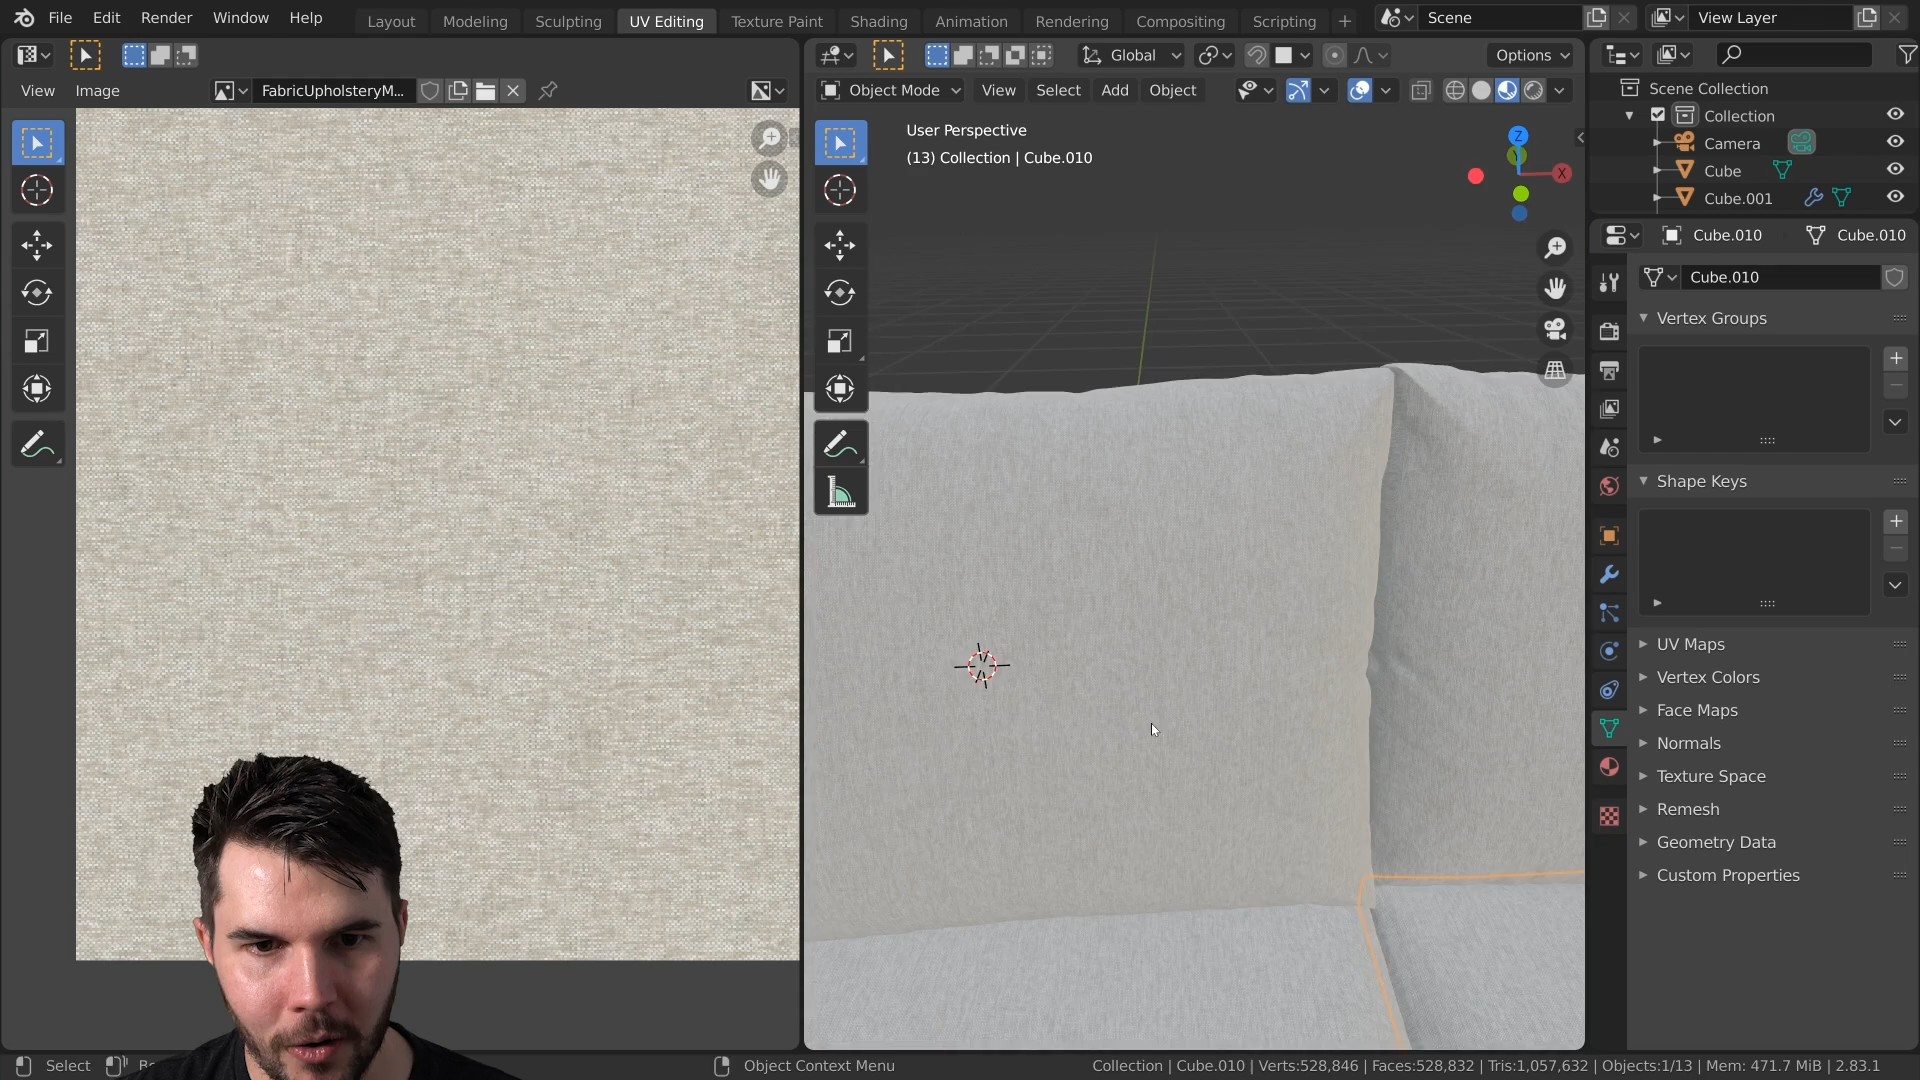 File Edit Render Window Help Layout Modeling Sculpting UV Editing Texture Paint Shading Animation Rendering Compositing Scripting + Scene View Layer
Global Options
View Image FabricUpholsteryM... Object Mode View Select Add Object
Scene Collection
Collection
Camera
Cube
Cube.001
User Perspective
(13) Collection | Cube.010
Z
X
Cube.010 Cube.010
Cube.010
Vertex Groups
Shape Keys
UV Maps
Vertex Colors
Face Maps
Normals
Texture Space
Remesh
Geometry Data
Custom Properties
Select Object Context Menu Collection | Cube.010 | Verts:528,846 | Faces:528,832 | Tris:1,057,632 | Objects:1/13 | Mem: 471.7 MiB | 2.83.1